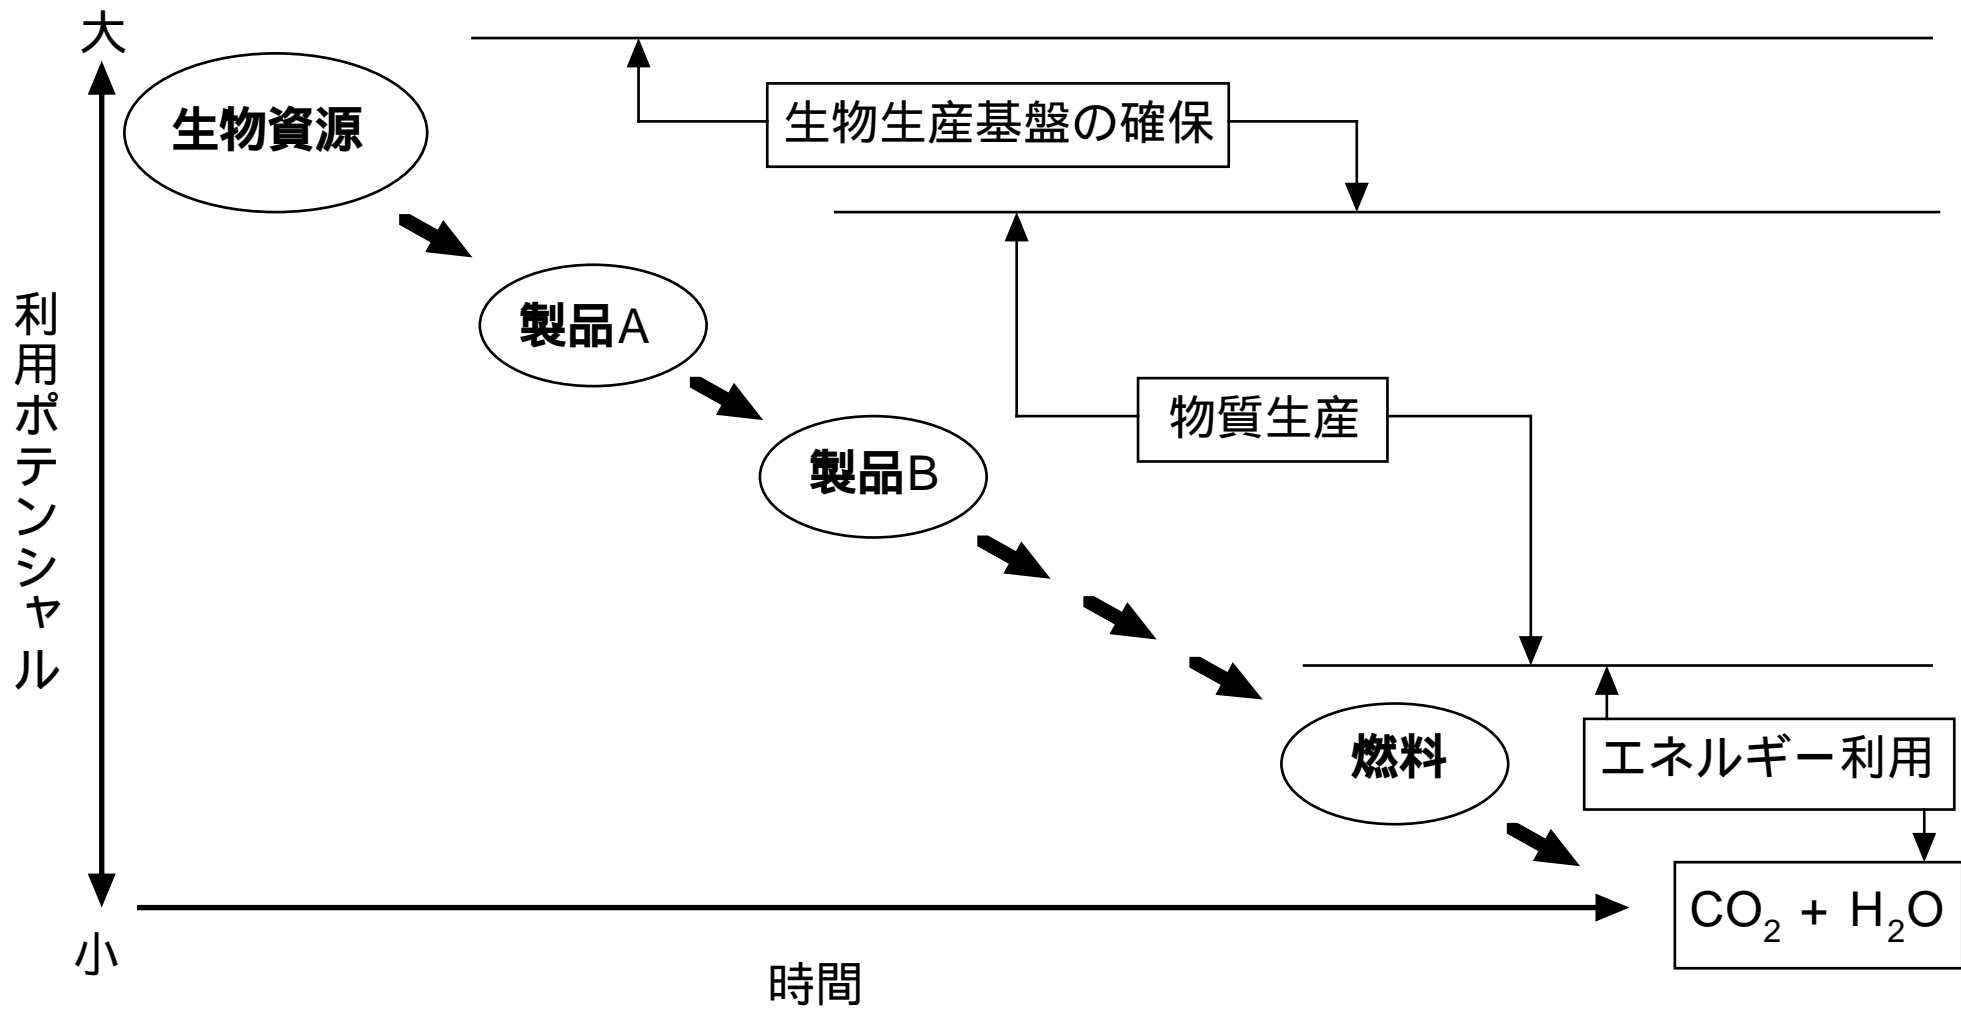 大
生物資源
生物生産基盤の確保
製品A
利用ポテンシャル
物質生産
製品B
燃料
エネルギー利用
CO₂ + H₂O
小
時間